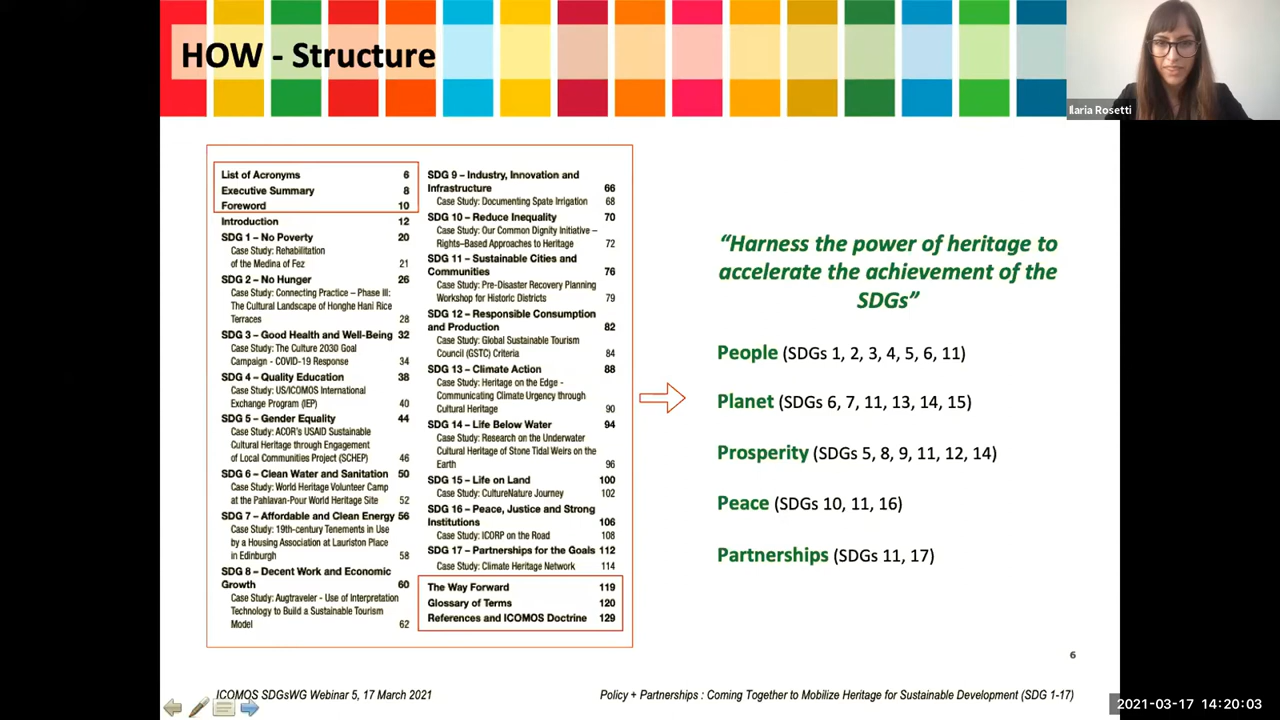 HOW - Structure
Ilaria Rosetti
List of Acronyms 6
Executive Summary 8
Foreword 10
Introduction 12
SDG 1 – No Poverty 20
Case Study: Rehabilitation
of the Medina of Fez 21
SDG 2 – No Hunger 26
Case Study: Connecting Practice – Phase III:
The Cultural Landscape of Honghe Hani Rice
Terraces 28
SDG 3 – Good Health and Well-Being 32
Case Study: The Culture 2030 Goal
Campaign - COVID-19 Response 34
SDG 4 – Quality Education 38
Case Study: US/ICOMOS International
Exchange Program (IEP) 40
SDG 5 – Gender Equality 44
Case Study: ACOR's USAID Sustainable
Cultural Heritage through Engagement
of Local Communities Project (SCHEP) 46
SDG 6 – Clean Water and Sanitation 50
Case Study: World Heritage Volunteer Camp
at the Pahlavan-Pour World Heritage Site 52
SDG 7 – Affordable and Clean Energy 56
Case Study: 19th-century Tenements in Use
by a Housing Association at Lauriston Place
in Edinburgh 58
SDG 8 – Decent Work and Economic
Growth 60
Case Study: Augtraveler - Use of Interpretation
Technology to Build a Sustainable Tourism
Model 62
SDG 9 – Industry, Innovation and
Infrastructure 66
Case Study: Documenting Spate Irrigation 68
SDG 10 – Reduce Inequality 70
Case Study: Our Common Dignity Initiative –
Rights–Based Approaches to Heritage 72
SDG 11 – Sustainable Cities and
Communities 76
Case Study: Pre-Disaster Recovery Planning
Workshop for Historic Districts 79
SDG 12 – Responsible Consumption
and Production 82
Case Study: Global Sustainable Tourism
Council (GSTC) Criteria 84
SDG 13 – Climate Action 88
Case Study: Heritage on the Edge -
Communicating Climate Urgency through
Cultural Heritage 90
SDG 14 – Life Below Water 94
Case Study: Research on the Underwater
Cultural Heritage of Stone Tidal Weirs on the
Earth 96
SDG 15 – Life on Land 100
Case Study: CultureNature Journey 102
SDG 16 – Peace, Justice and Strong
Institutions 106
Case Study: ICORP on the Road 108
SDG 17 – Partnerships for the Goals 112
Case Study: Climate Heritage Network 114
The Way Forward 119
Glossary of Terms 120
References and ICOMOS Doctrine 129
“Harness the power of heritage to
accelerate the achievement of the
SDGs”
People (SDGs 1, 2, 3, 4, 5, 6, 11)
Planet (SDGs 6, 7, 11, 13, 14, 15)
Prosperity (SDGs 5, 8, 9, 11, 12, 14)
Peace (SDGs 10, 11, 16)
Partnerships (SDGs 11, 17)
6
ICOMOS SDGsWG Webinar 5, 17 March 2021
Policy + Partnerships : Coming Together to Mobilize Heritage for Sustainable Development (SDG 1-17)
2021-03-17 14:20:03